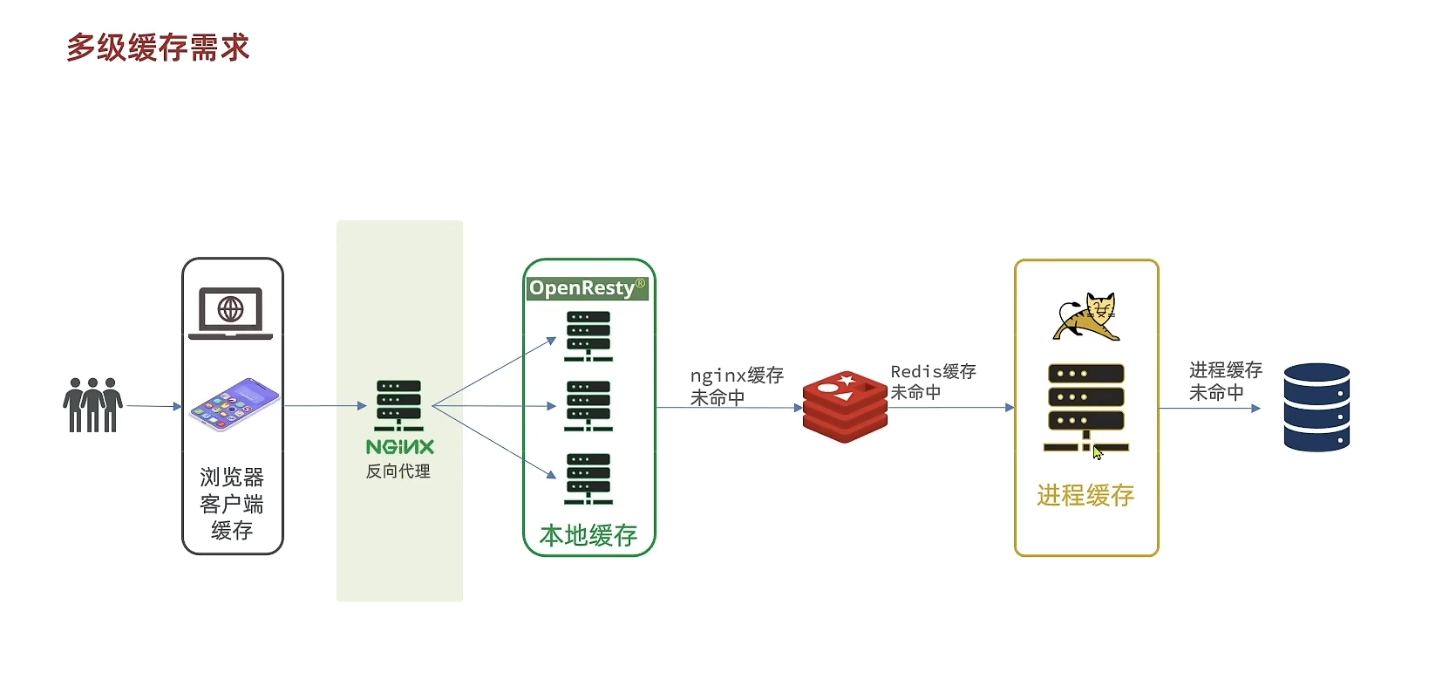 多级缓存需求
浏览器
客户端
缓存
NGiNX
反向代理
OpenResty®
本地缓存
nginx缓存
未命中
Redis缓存
未命中
进程缓存
进程缓存
未命中